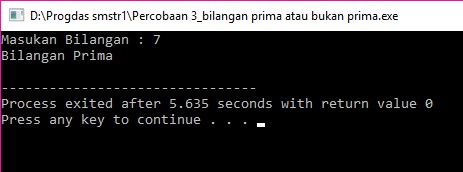 D:\Progdas smstr1\Percobaan 3_bilangan prima atau bukan prima.exe
Masukan Bilangan : 7
Bilangan Prima
--------------------------------
Process exited after 5.635 seconds with return value 0
Press any key to continue . . .